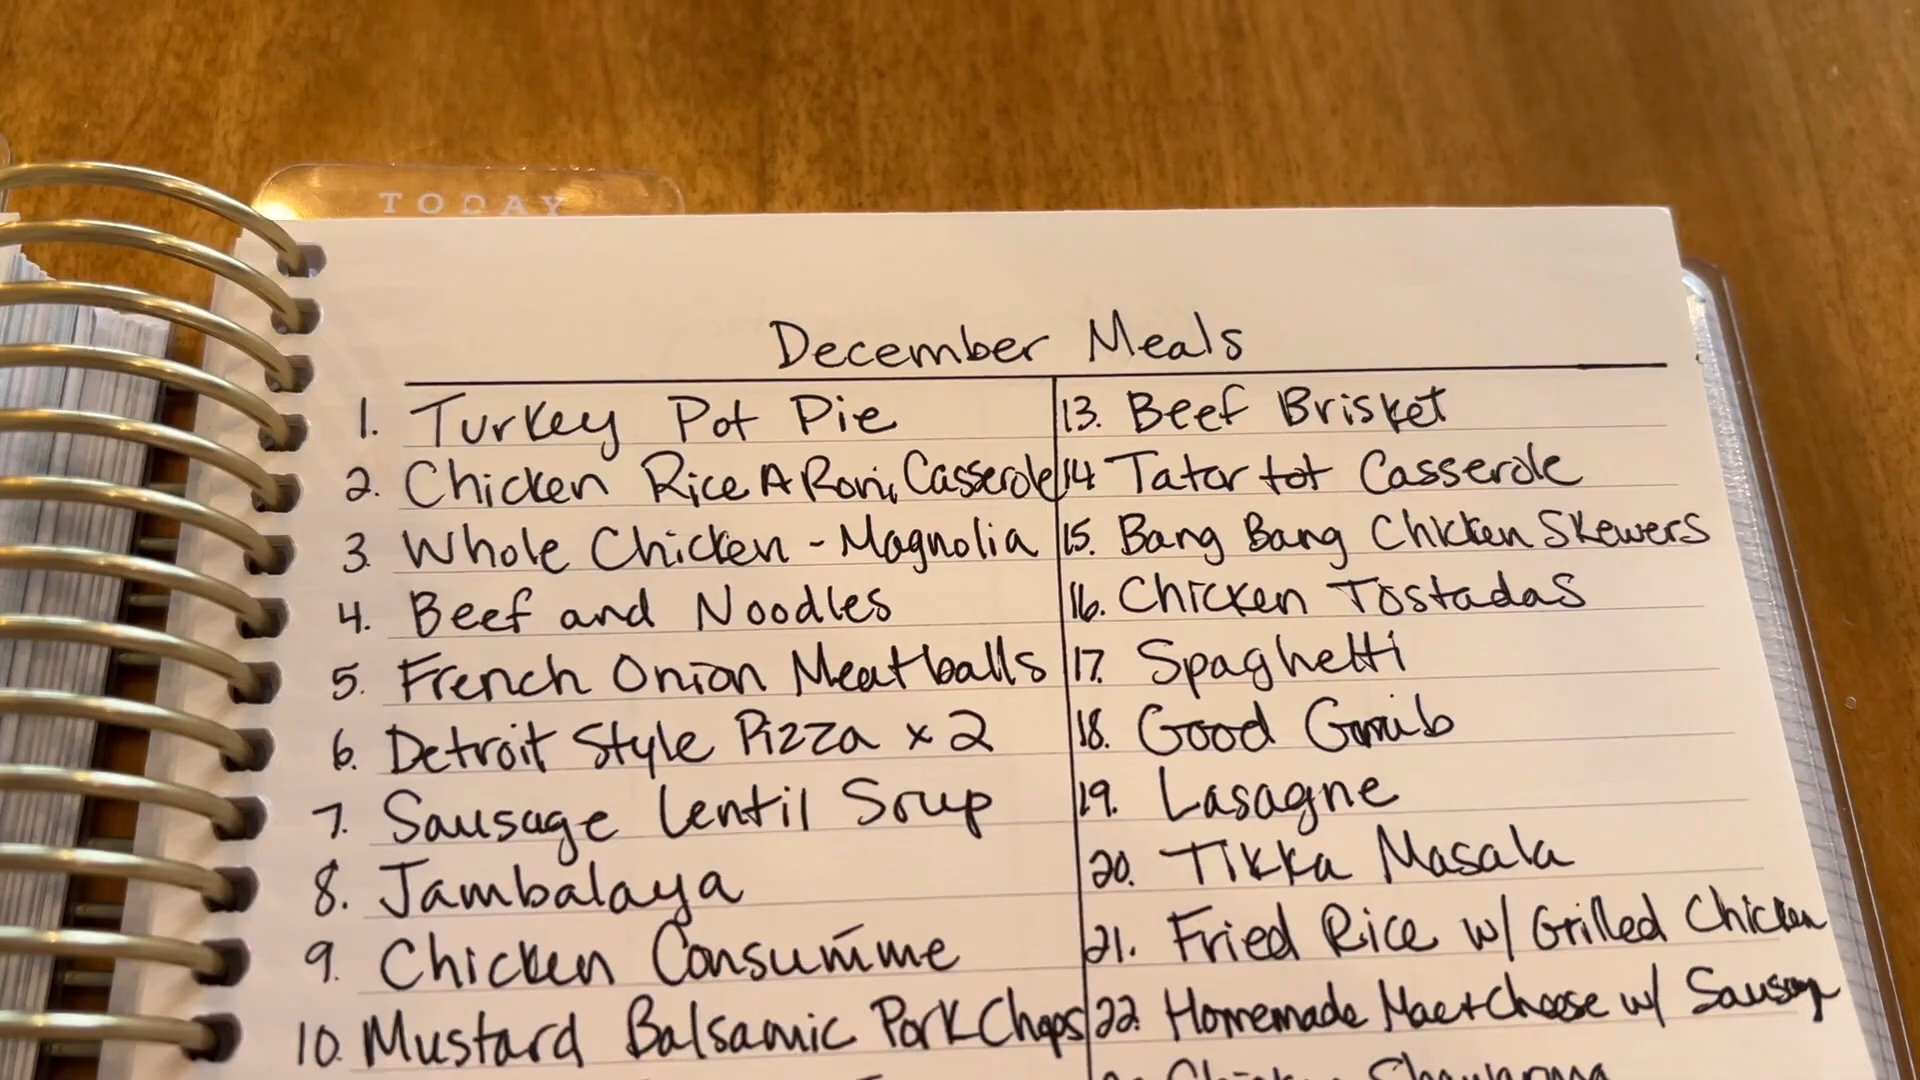 TODAY
December Meals
1. Turkey Pot Pie
2. Chicken Rice A Roni Casserole
3. Whole Chicken - Magnolia
4. Beef and Noodles
5. French Onion Meatballs
6. Detroit Style Pizza x 2
7. Sausage Lentil Soup
8. Jambalaya
9. Chicken Consumme
10. Mustard Balsamic Pork Chops
13. Beef Brisket
14 Tator tot Casserole
15. Bang Bang Chicken Skewers
16. Chicken Tostadas
17. Spaghetti
18. Good Grub
19. Lasagne
20. Tikka Masala
21. Fried Rice w/ Grilled Chicken
22. Homemade Mac + Cheese w/ Sausage
Chicken Shawarma